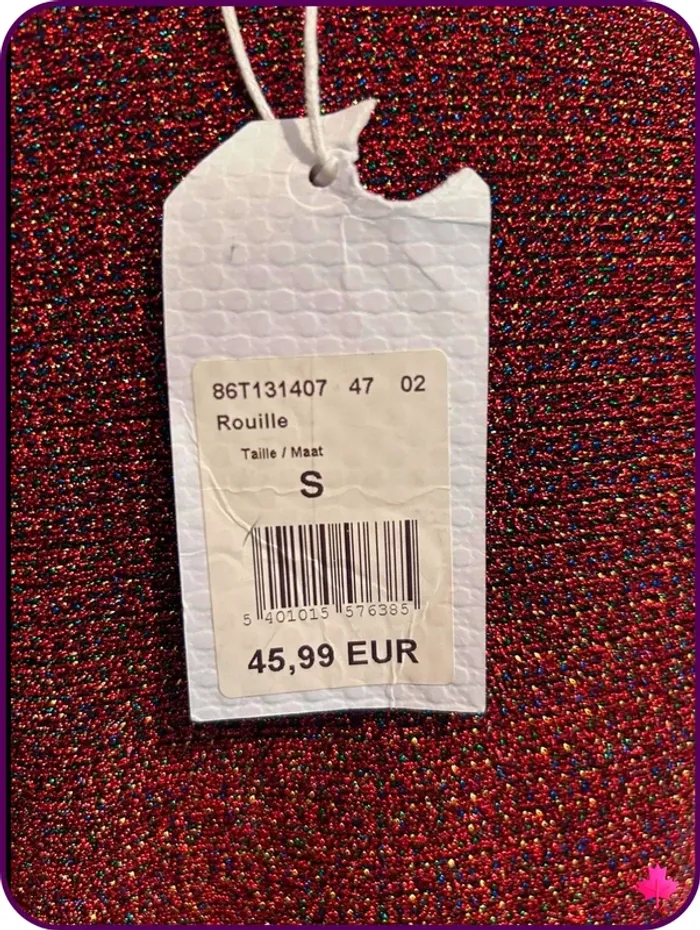 86T131407 47 02
Rouille
Taille / Maat
S
5 401015 576385
45,99 EUR